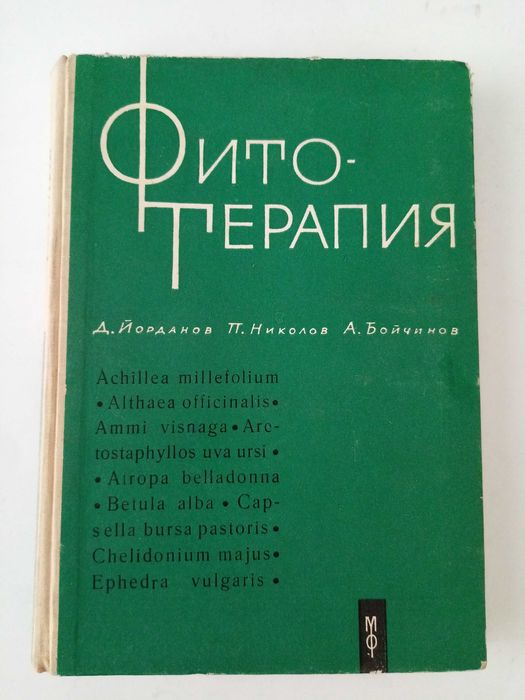 ФИТО-
ТЕРАПИЯ
Д. ЙОРДАНОВ П. НИКОЛОВ А. БОЙЧИНОВ
Achillea millefolium
• Althaea officinalis •
Ammi visnaga • Arc-
tostaphyllos uva ursi •
• Atropa belladonna
• Betula alba • Cap-
sella bursa pastoris •
Chelidonium majus •
Ephedra vulgaris •
МФ